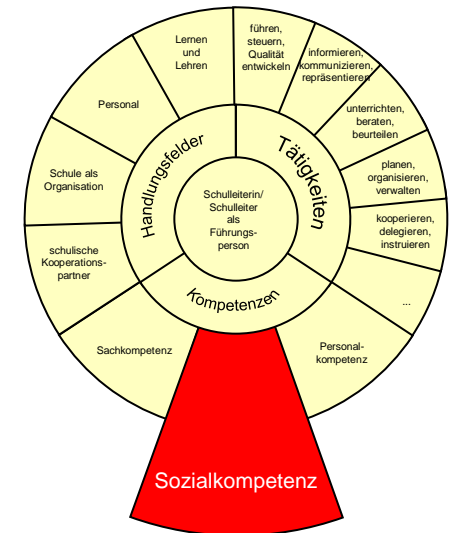 Lernen
und
Lehren
führen,
steuern,
Qualität
entwickeln
informieren,
kommunizieren,
repräsentieren
unterrichten,
beraten,
beurteilen
planen,
organisieren,
verwalten
kooperieren,
delegieren,
instruieren
...
Personal
Schule als
Organisation
schulische
Kooperations-
partner
Handlungsfelder
Tätigkeiten
Schulleiterin/
Schulleiter
als
Führungs-
person
Kompetenzen
Sachkompetenz
Personal-
kompetenz
Sozialkompetenz